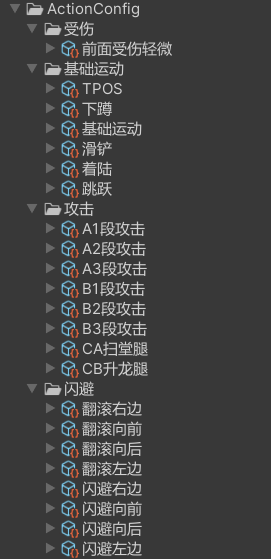 ActionConfig
受伤
前面受伤轻微
基础运动
TPOS
下蹲
基础运动
滑铲
着陆
跳跃
攻击
A1段攻击
A2段攻击
A3段攻击
B1段攻击
B2段攻击
B3段攻击
CA扫堂腿
CB升龙腿
闪避
翻滚右边
翻滚向前
翻滚向后
翻滚左边
闪避右边
闪避向前
闪避向后
闪避左边